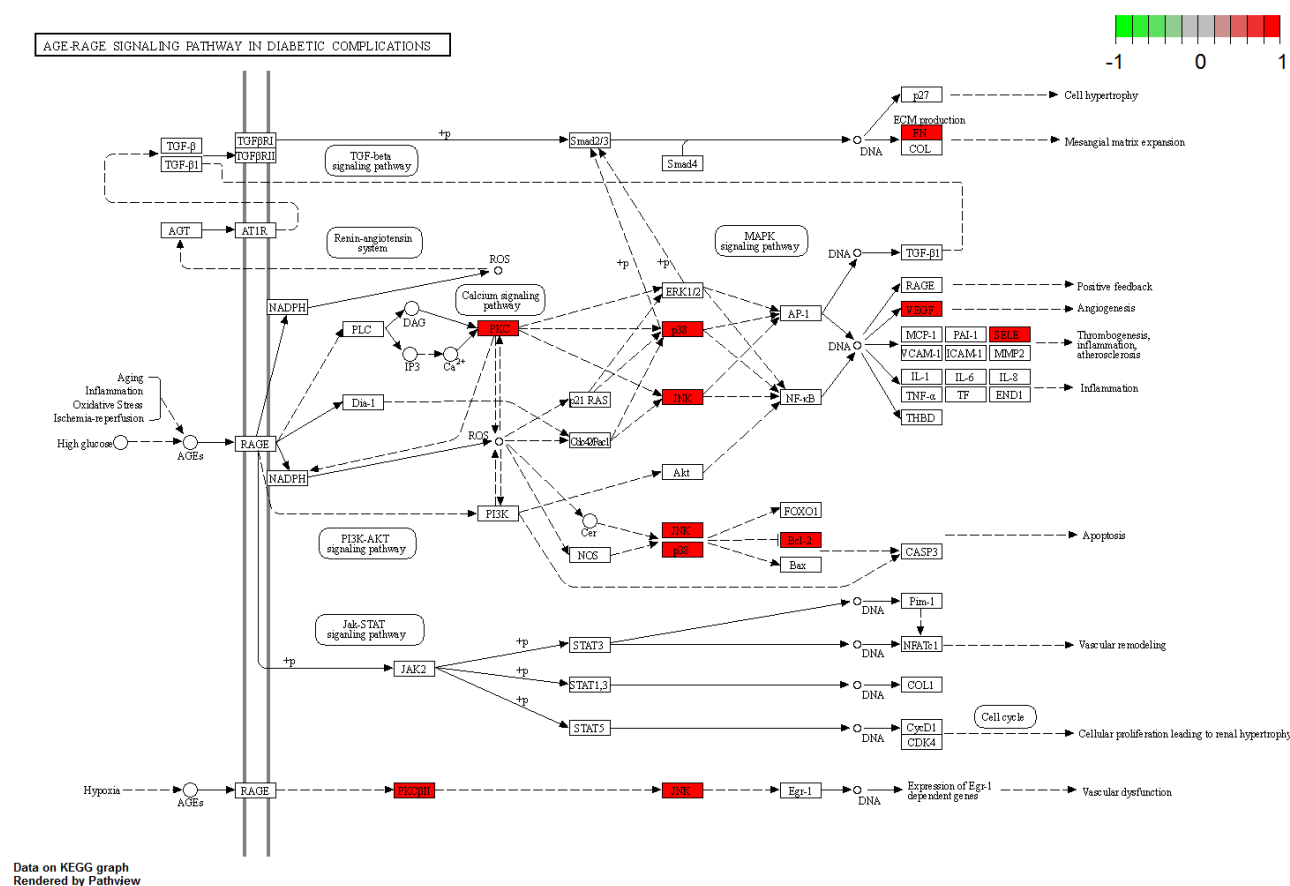 AGE-RAGE SIGNALING PATHWAY IN DIABETIC COMPLICATIONS
-1 0 1
p27
Cell hypertrophy
ECM production
TGF-β
TGFβRI
+p
Smad2/3
DNA
FN
Mesangial matrix expansion
TGF-β1
TGFβRII
TGF-beta
signaling pathway
Smad4
COL
AGT
AT1R
Renin-angiotensin
system
MAPK
signaling pathway
DNA
TGF-β1
ROS
+p
+p
NADPH
Calcium signaling
pathway
ERK1/2
RAGE
Positive feedback
DAG
AP-1
VEGF
Angiogenesis
PLC
PKC
p38
MCP-1
PAI-1
SELE
Thrombogenesis,
inflammation,
atherosclerosis
DNA
IP3
Ca2+
VCAM-1
ICAM-1
MMP2
Aging
Inflammation
Oxidative Stress
Ischemia-reperfusion
IL-1
IL-6
IL-8
Inflammation
Dia-1
p21 RAS
JNK
NF-κB
TNF-α
TF
END1
THBD
High glucose
AGEs
RAGE
ROS
Cdc42
Rac1
NADPH
Akt
PI3K
FOXO1
Cer
JNK
Bcl-2
Apoptosis
PI3K-AKT
signaling pathway
NOS
p38
CASP3
Bax
Jak-STAT
siganling pathway
DNA
Pim-1
+p
STAT3
DNA
NFATc1
Vascular remodeling
+p
JAK2
+p
STAT1,3
DNA
COL1
+p
STAT5
DNA
CycD1
Cell cycle
CDK4
Cellular proliferation leading to renal hypertrophy
Hypoxia
AGEs
RAGE
PKCβII
JNK
Egr-1
DNA
Expression of Egr-1
dependent genes
Vascular dysfunction
Data on KEGG graph
Rendered by Pathview